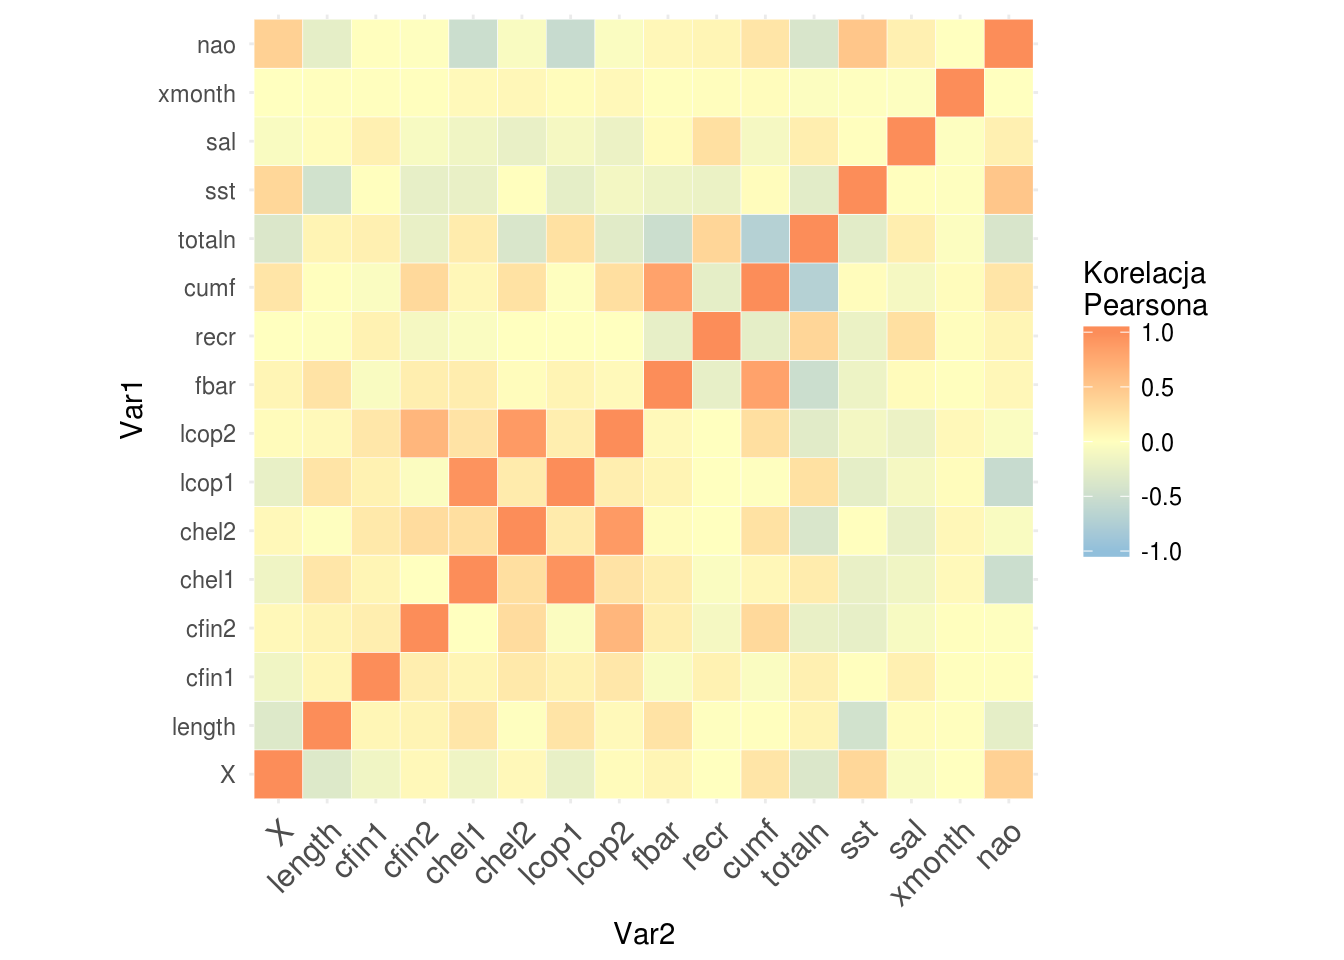 nao
xmonth
sal
sst
totaln
cumf
recr
fbar
lcop2
lcop1
chel2
chel1
cfin2
cfin1
length
X
Var1
X
length
cfin1
cfin2
chel1
chel2
lcop1
lcop2
fbar
recr
cumf
totaln
sst
sal
xmonth
nao
Var2
Korelacja
Pearsona
1.0
0.5
0.0
-0.5
-1.0